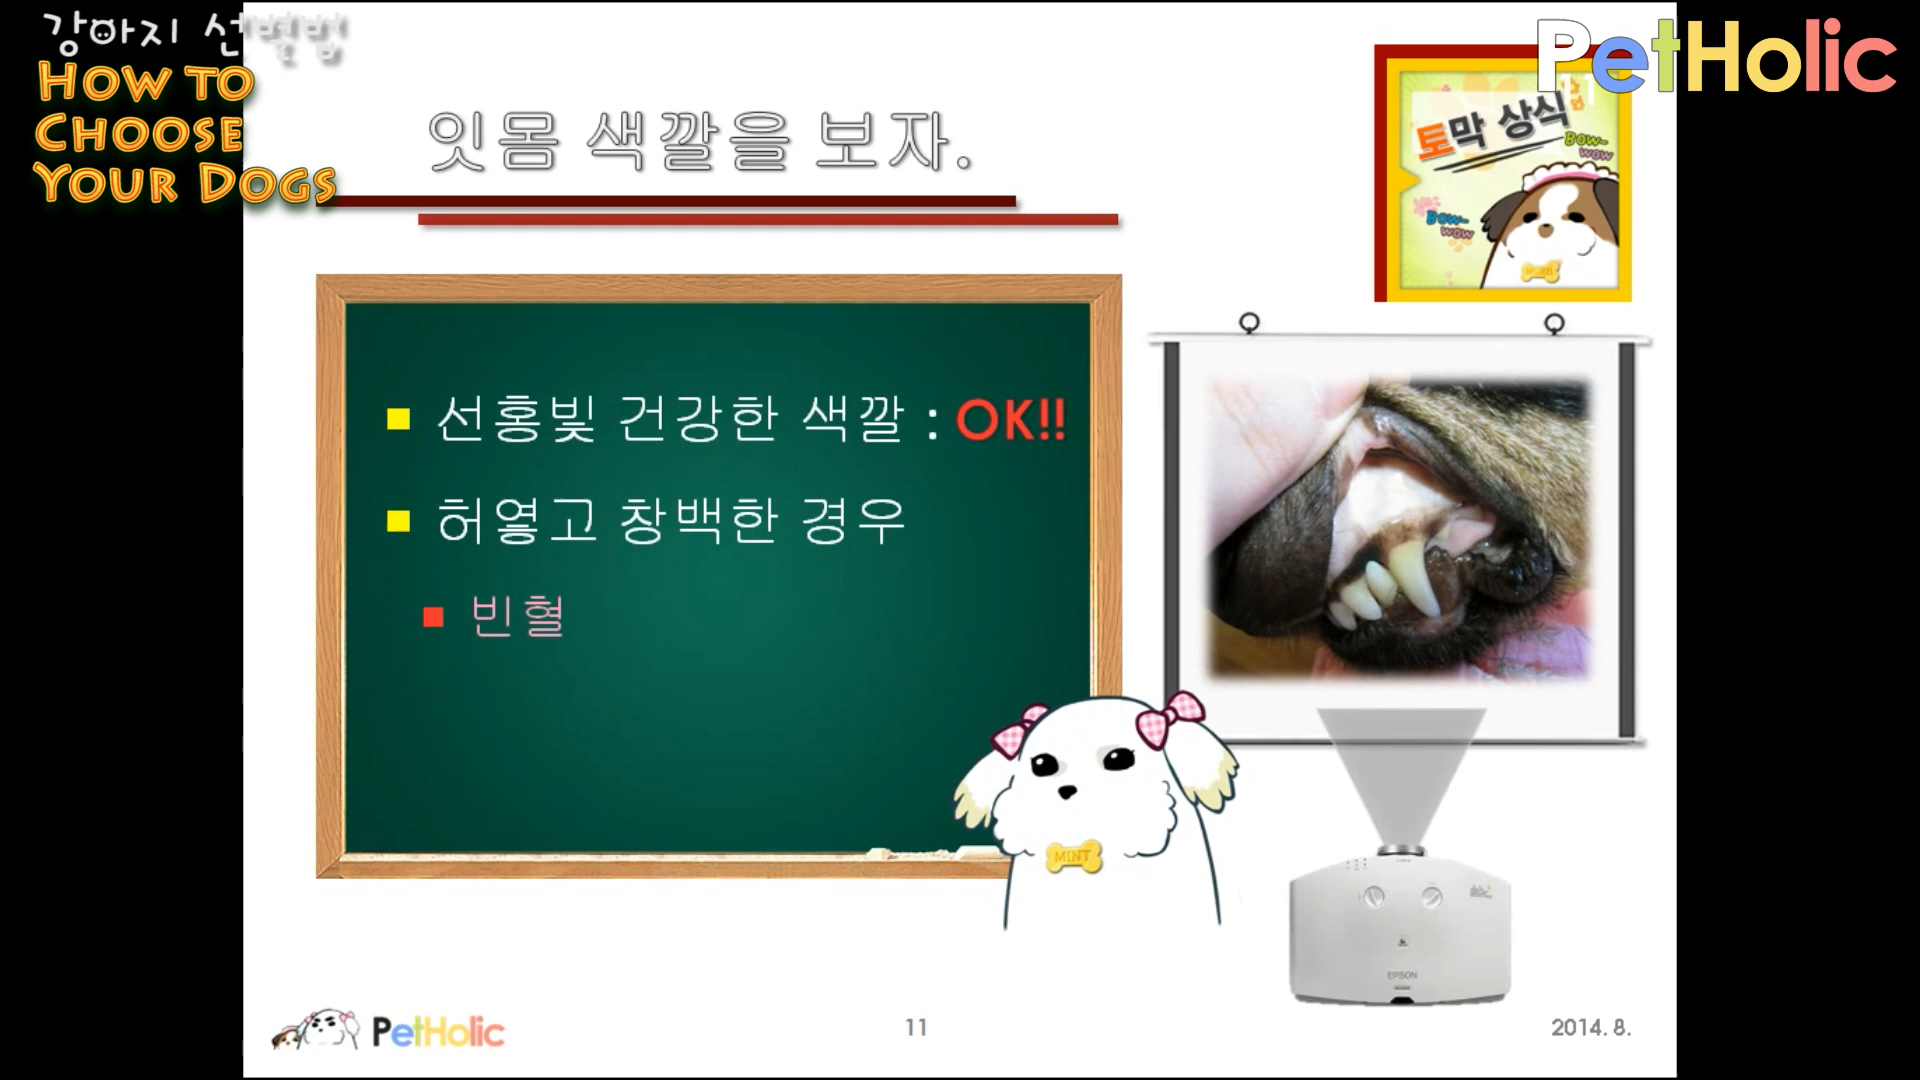 강아지 선별법
HOW TO
CHOOSE
YOUR DOGS
PetHolic
잇몸 색깔을 보자.
토막 상식
BOW-
WOW
BOW-
WOW
선홍빛 건강한 색깔 : OK!!
허옇고 창백한 경우
빈혈
MINT
EPSON
PetHolic
11
2014. 8.